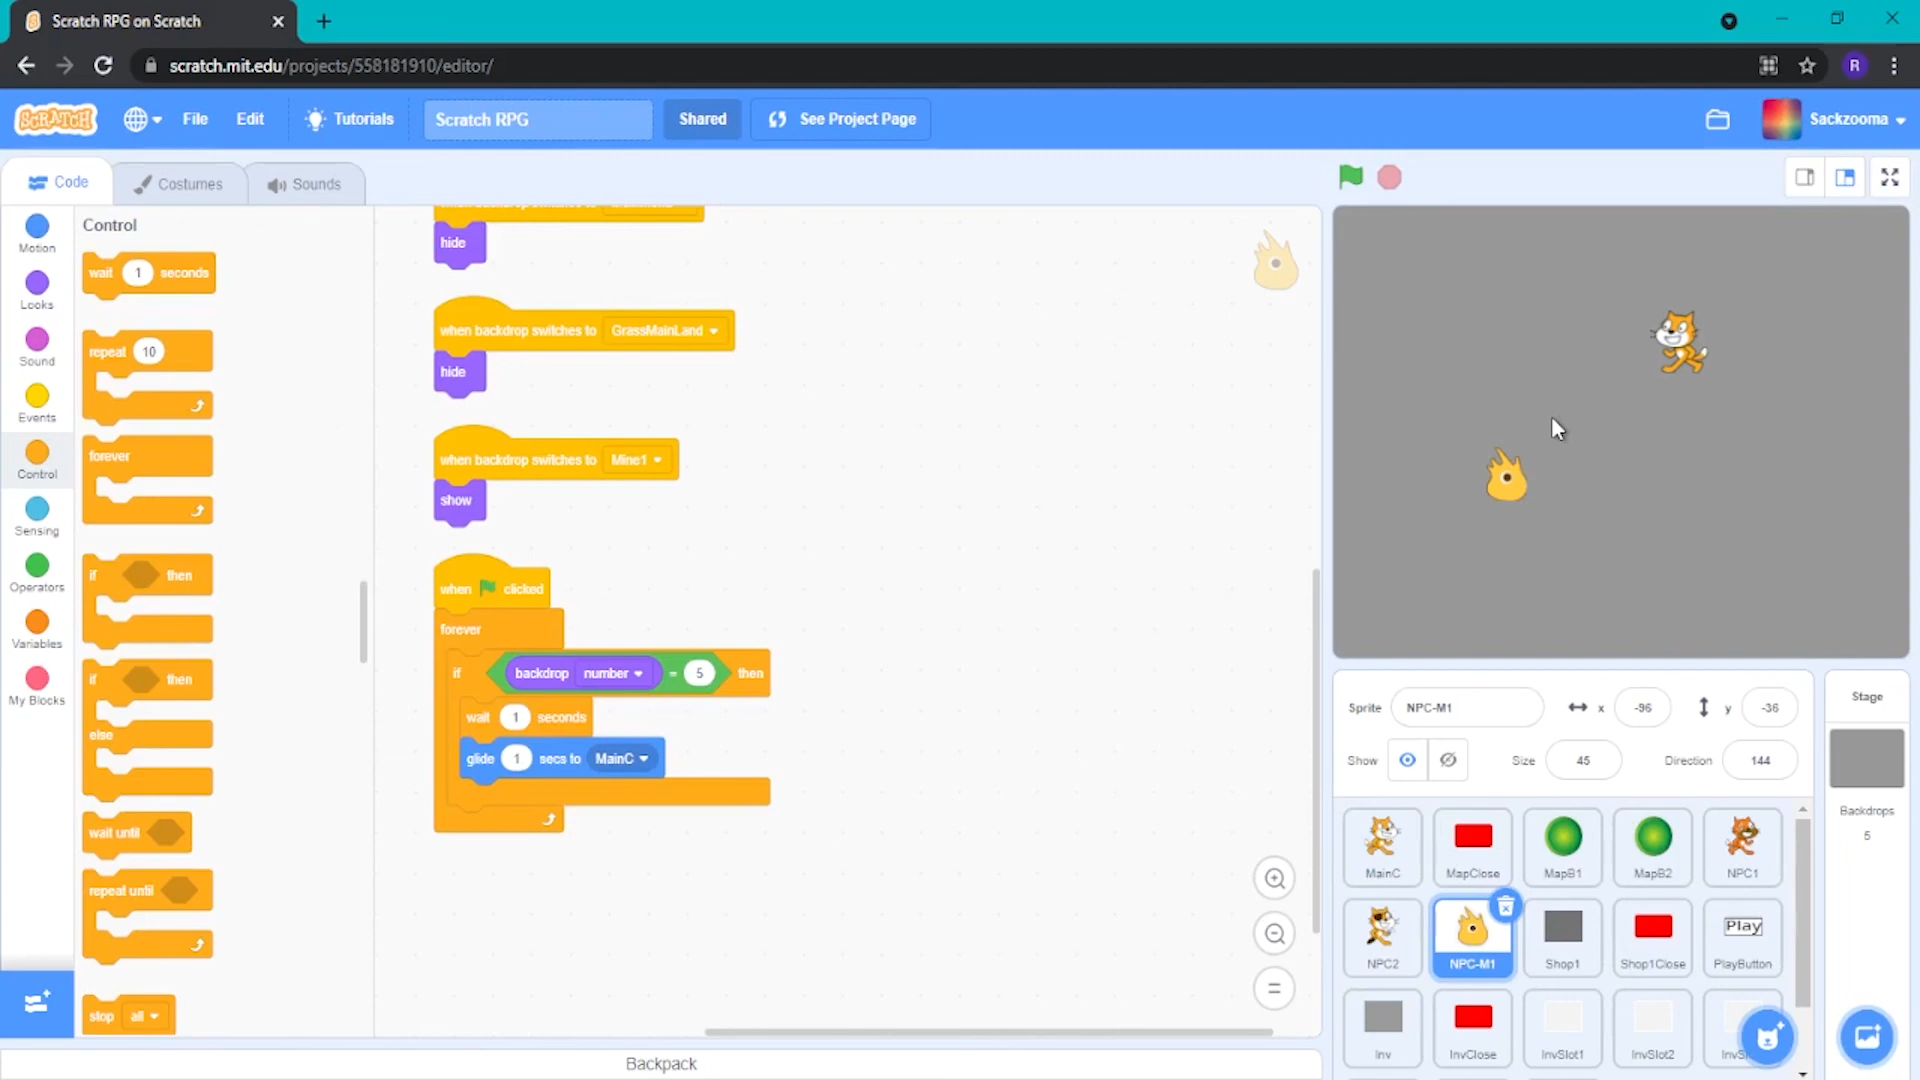 Scratch RPG on Scratch
scratch.mit.edu/projects/558181910/editor/
R
SCRATCH
File
Edit
Tutorials
Scratch RPG
Shared
See Project Page
Sackzooma
Code
Costumes
Sounds
Motion
Looks
Sound
Events
Control
Sensing
Operators
Variables
My Blocks
Control
wait 1 seconds
repeat 10
forever
if then
if then
else
wait until
repeat until
stop all
hide
when backdrop switches to GrassMainLand
hide
when backdrop switches to Mine1
show
when clicked
forever
if backdrop number = 5 then
wait 1 seconds
glide 1 secs to MainC
Backpack
Sprite NPC-M1 x -96 y -36
Show Size 45 Direction 144
Stage
Backdrops
5
MainC
MapClose
MapB1
MapB2
NPC1
NPC2
NPC-M1
Shop1
Shop1Close
Play
PlayButton
Inv
InvClose
InvSlot1
InvSlot2